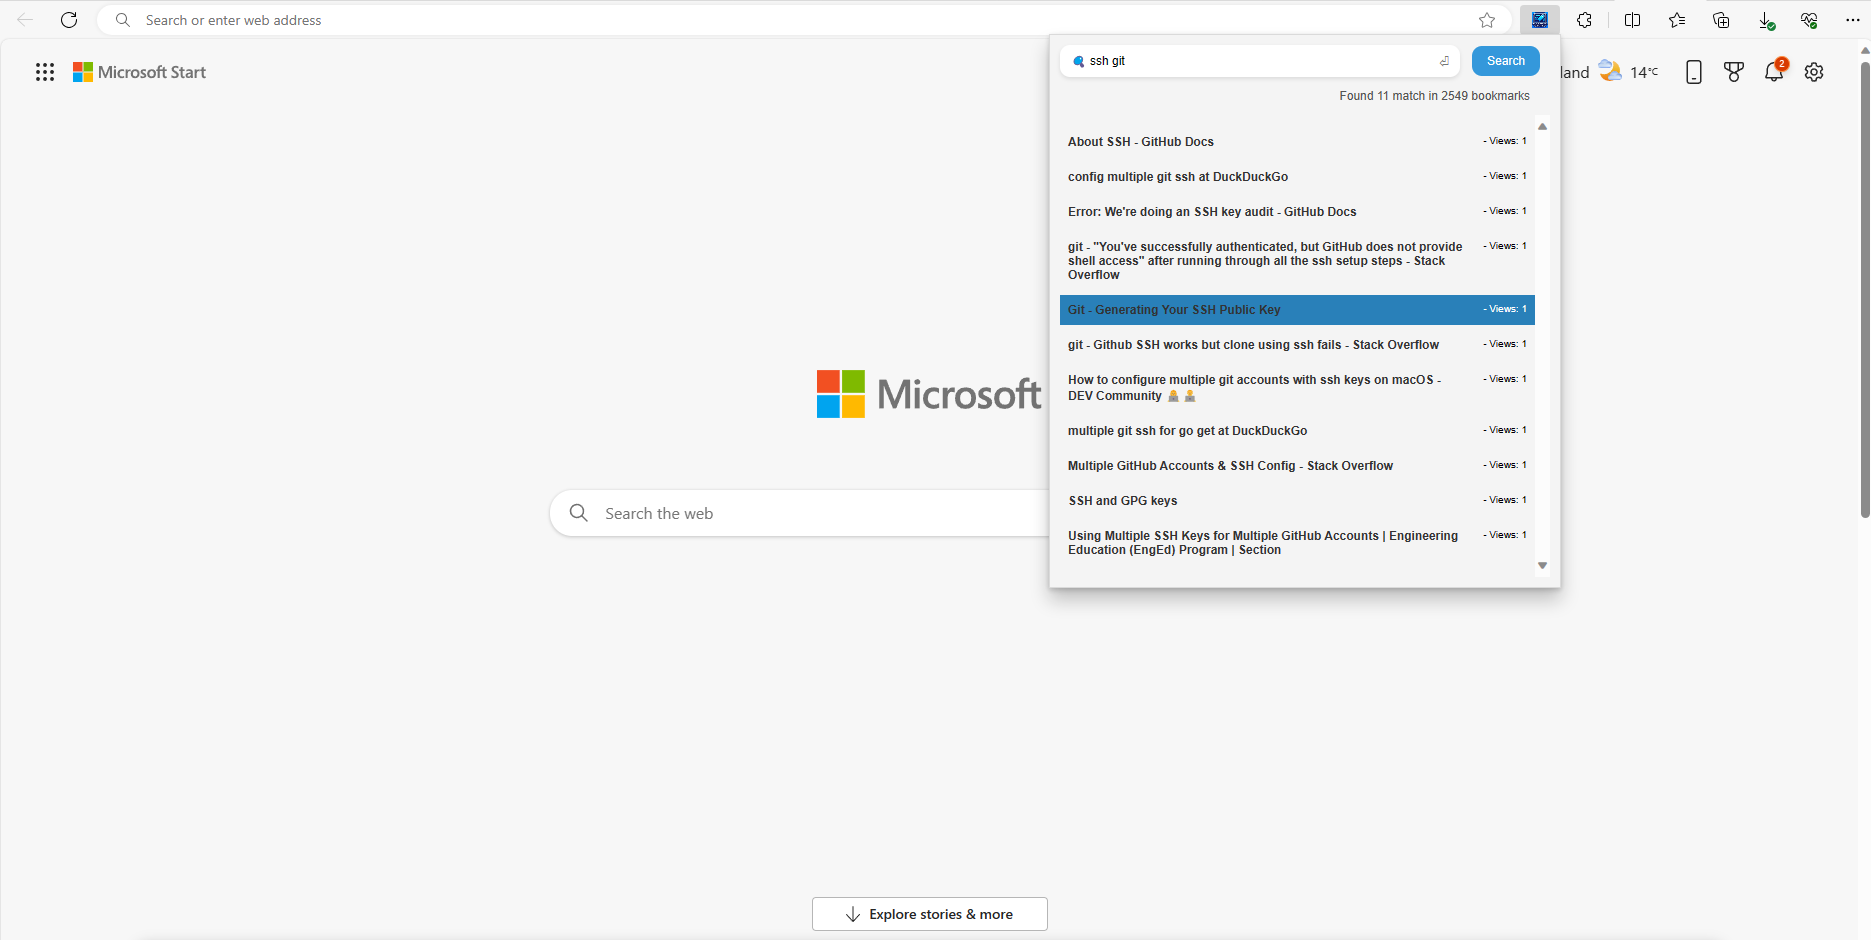 Search or enter web address
Microsoft Start
ssh git
Search
land
14°C
2
Found 11 match in 2549 bookmarks
About SSH - GitHub Docs - Views: 1
config multiple git ssh at DuckDuckGo - Views: 1
Error: We're doing an SSH key audit - GitHub Docs - Views: 1
git - "You've successfully authenticated, but GitHub does not provide - Views: 1
shell access" after running through all the ssh setup steps - Stack
Overflow
Git - Generating Your SSH Public Key - Views: 1
git - Github SSH works but clone using ssh fails - Stack Overflow - Views: 1
How to configure multiple git accounts with ssh keys on macOS - - Views: 1
DEV Community
multiple git ssh for go get at DuckDuckGo - Views: 1
Multiple GitHub Accounts & SSH Config - Stack Overflow - Views: 1
SSH and GPG keys - Views: 1
Using Multiple SSH Keys for Multiple GitHub Accounts | Engineering - Views: 1
Education (EngEd) Program | Section
Microsoft
Search the web
Explore stories & more